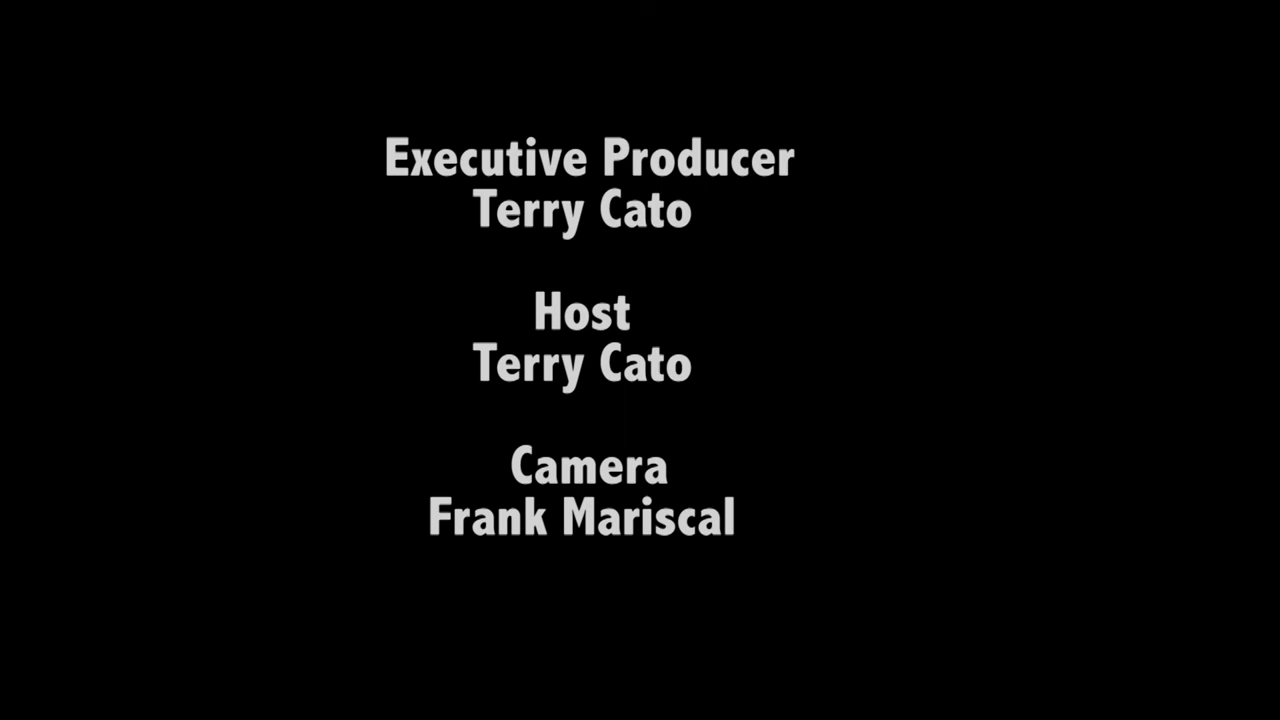 Executive Producer
Terry Cato
Host
Terry Cato
Camera
Frank Mariscal